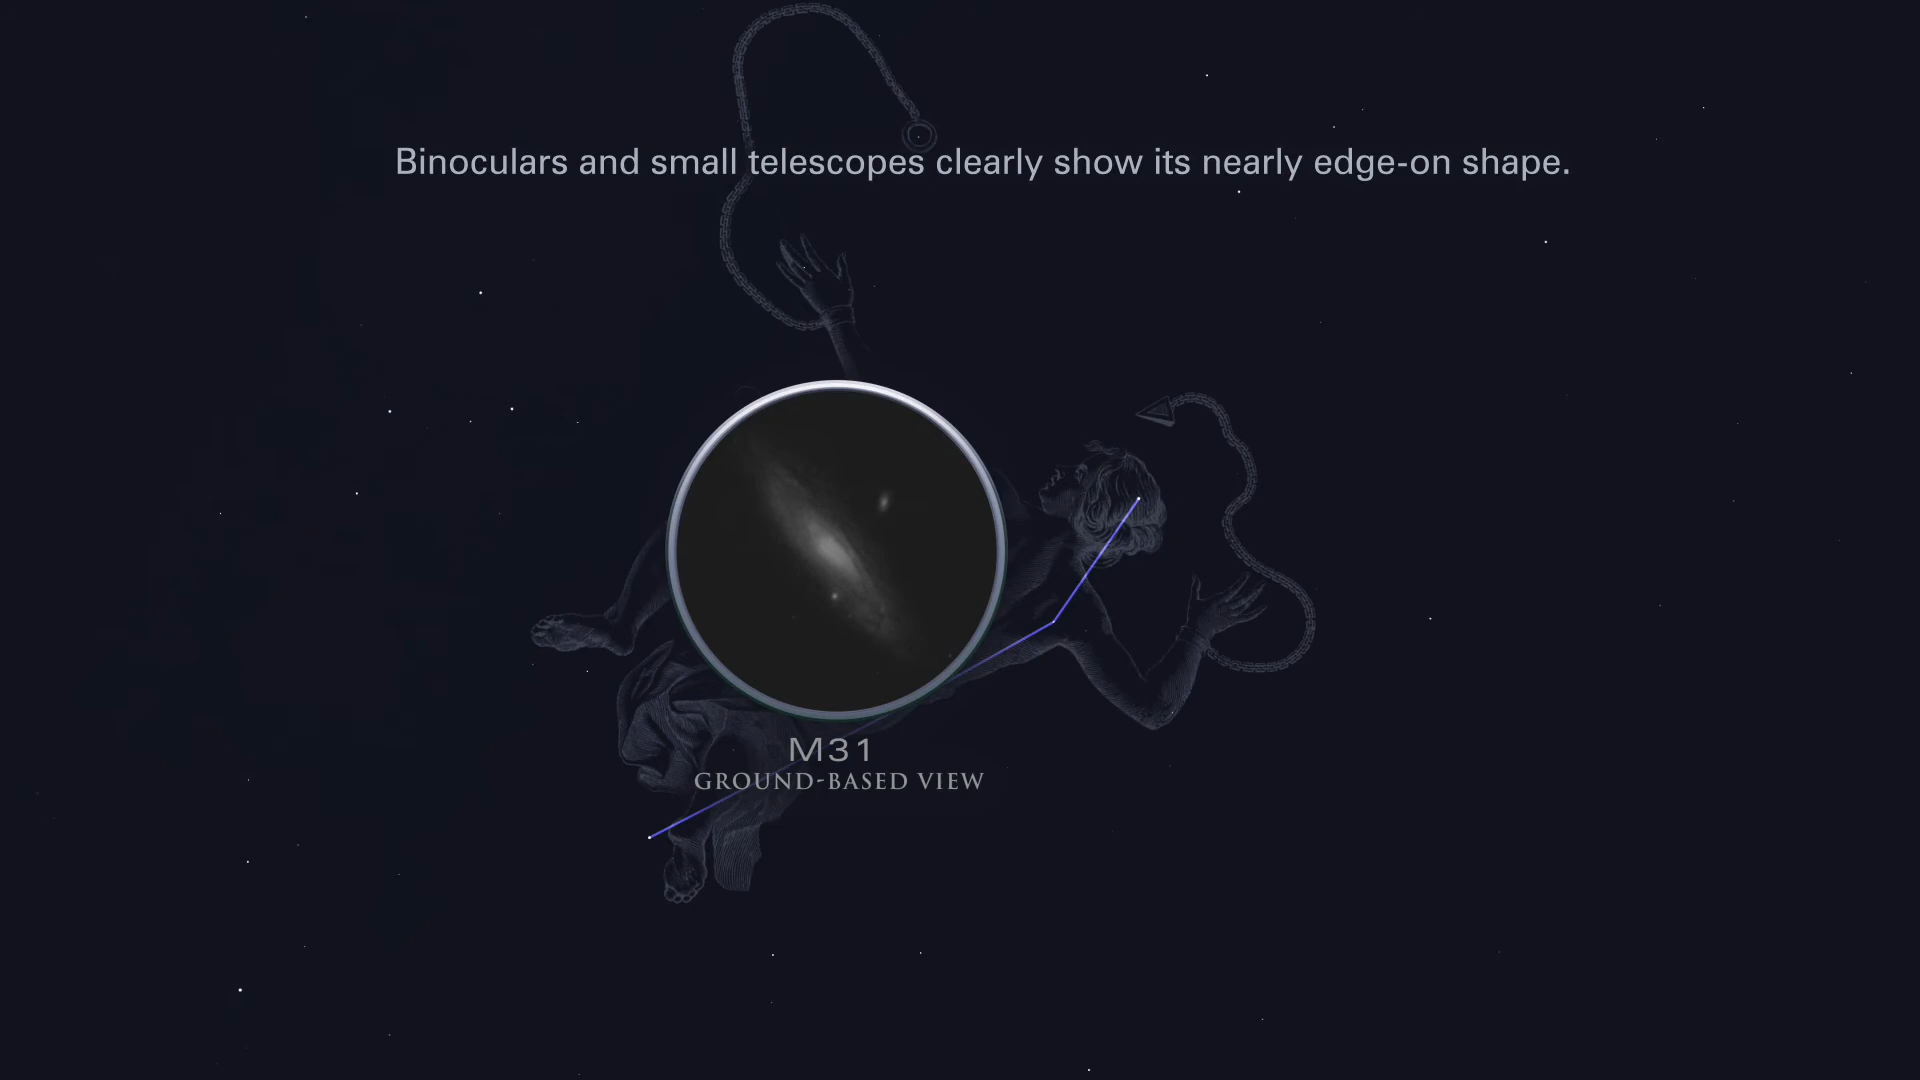 Binoculars and small telescopes clearly show its nearly edge-on shape.
M31
GROUND-BASED VIEW